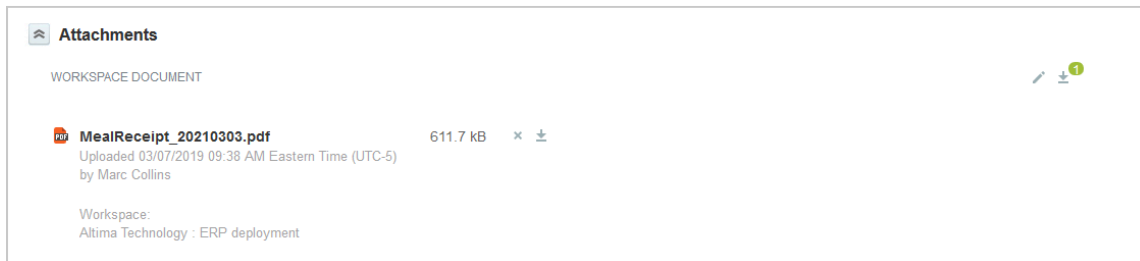 Attachments
WORKSPACE DOCUMENT
1
PDF
MealReceipt_20210303.pdf 611.7 kB
Uploaded 03/07/2019 09:38 AM Eastern Time (UTC-5)
by Marc Collins
Workspace:
Altima Technology : ERP deployment